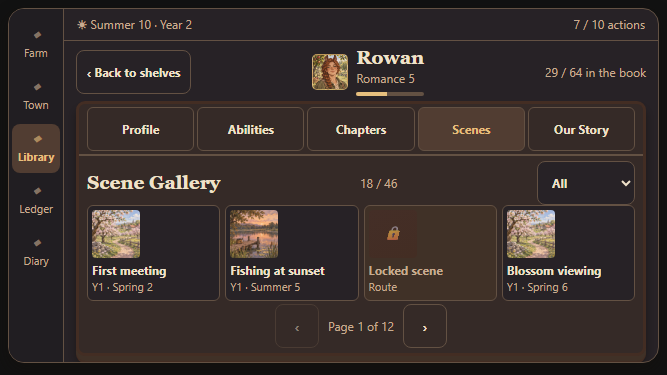 Summer 10 · Year 2
7 / 10 actions
Farm
Town
Library
Ledger
Diary
‹ Back to shelves
Rowan
Romance 5
29 / 64 in the book
Profile
Abilities
Chapters
Scenes
Our Story
Scene Gallery
18 / 46
All
First meeting
Y1 · Spring 2
Fishing at sunset
Y1 · Summer 5
Locked scene
Route
Blossom viewing
Y1 · Spring 6
‹
Page 1 of 12
›